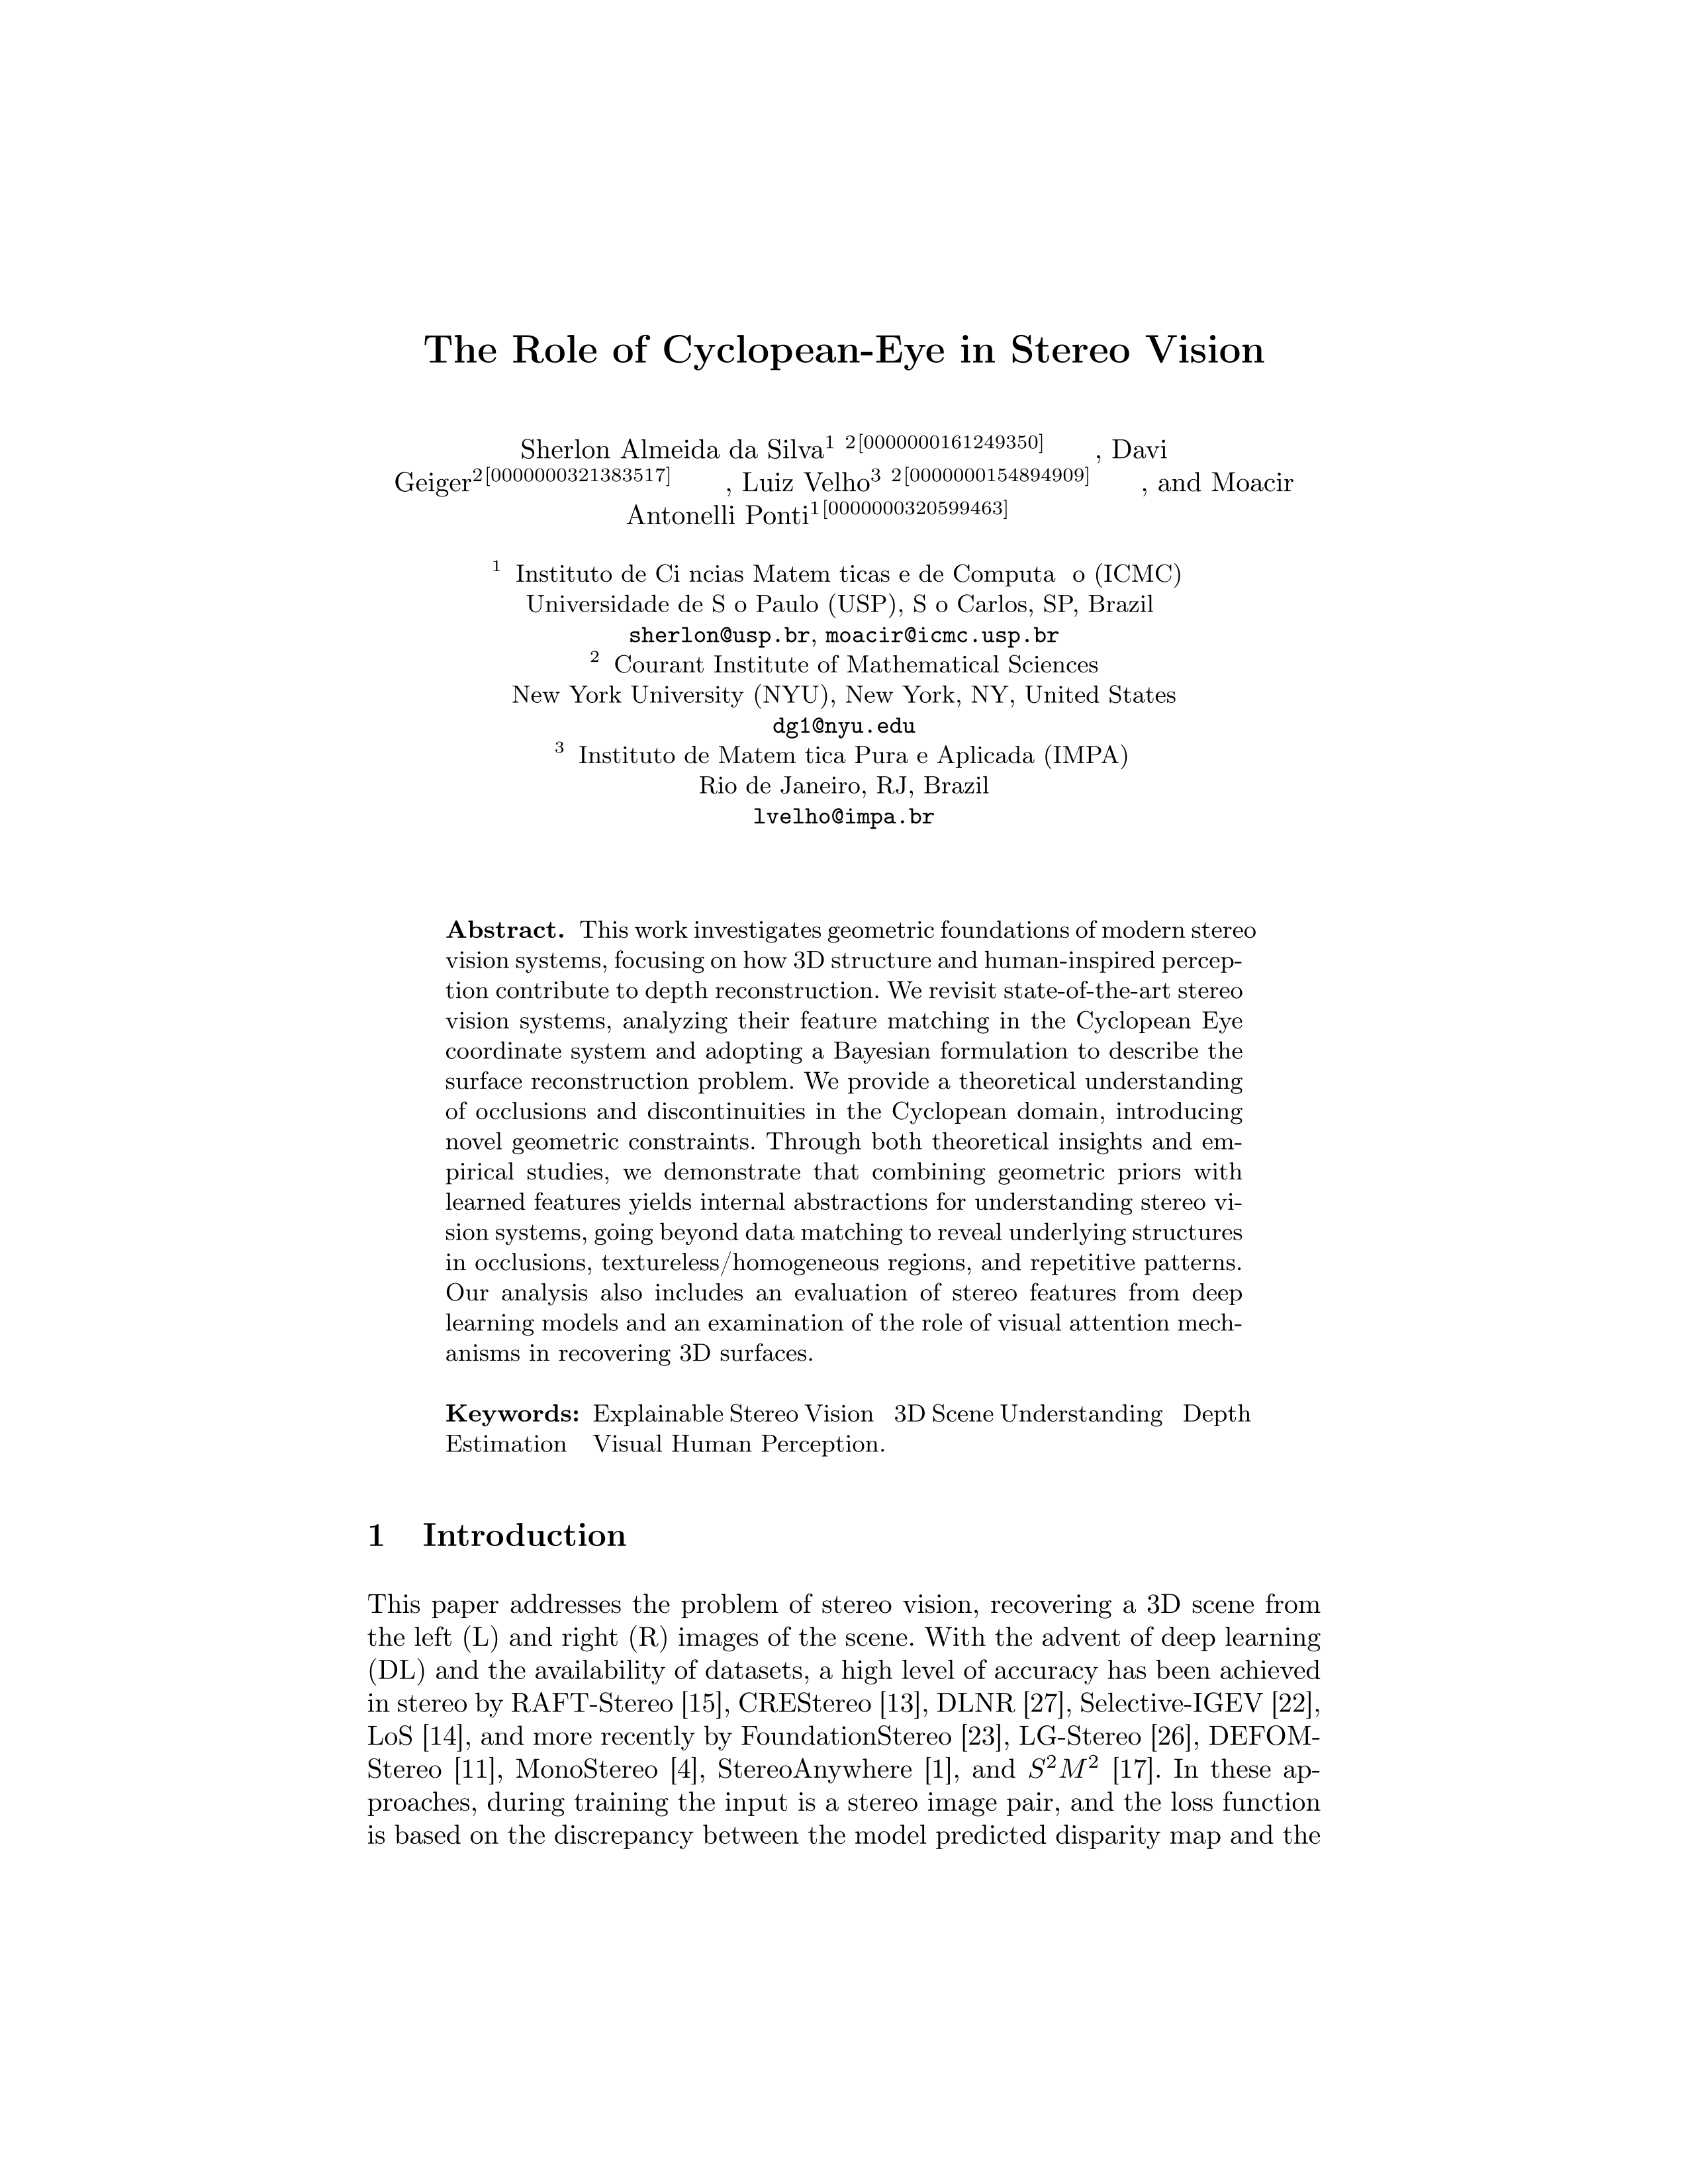 The Role of Cyclopean-Eye in Stereo Vision
Sherlon Almeida da Silva1 2[0000000161249350] , Davi
Geiger2[0000000321383517] , Luiz Velho3 2[0000000154894909] , and Moacir
Antonelli Ponti1[0000000320599463]
1 Instituto de Ci ncias Matem ticas e de Computa o (ICMC)
Universidade de S o Paulo (USP), S o Carlos, SP, Brazil
sherlon@usp.br, moacir@icmc.usp.br
2 Courant Institute of Mathematical Sciences
New York University (NYU), New York, NY, United States
dg1@nyu.edu
3 Instituto de Matem tica Pura e Aplicada (IMPA)
Rio de Janeiro, RJ, Brazil
lvelho@impa.br
Abstract. This work investigates geometric foundations of modern stereo
vision systems, focusing on how 3D structure and human-inspired percep-
tion contribute to depth reconstruction. We revisit state-of-the-art stereo
vision systems, analyzing their feature matching in the Cyclopean Eye
coordinate system and adopting a Bayesian formulation to describe the
surface reconstruction problem. We provide a theoretical understanding
of occlusions and discontinuities in the Cyclopean domain, introducing
novel geometric constraints. Through both theoretical insights and em-
pirical studies, we demonstrate that combining geometric priors with
learned features yields internal abstractions for understanding stereo vi-
sion systems, going beyond data matching to reveal underlying structures
in occlusions, textureless/homogeneous regions, and repetitive patterns.
Our analysis also includes an evaluation of stereo features from deep
learning models and an examination of the role of visual attention mech-
anisms in recovering 3D surfaces.
Keywords: Explainable Stereo Vision 3D Scene Understanding Depth
Estimation Visual Human Perception.
1 Introduction
This paper addresses the problem of stereo vision, recovering a 3D scene from
the left (L) and right (R) images of the scene. With the advent of deep learning
(DL) and the availability of datasets, a high level of accuracy has been achieved
in stereo by RAFT-Stereo [15], CREStereo [13], DLNR [27], Selective-IGEV [22],
LoS [14], and more recently by FoundationStereo [23], LG-Stereo [26], DEFOM-
Stereo [11], MonoStereo [4], StereoAnywhere [1], and S2M2 [17]. In these ap-
proaches, during training the input is a stereo image pair, and the loss function
is based on the discrepancy between the model predicted disparity map and the